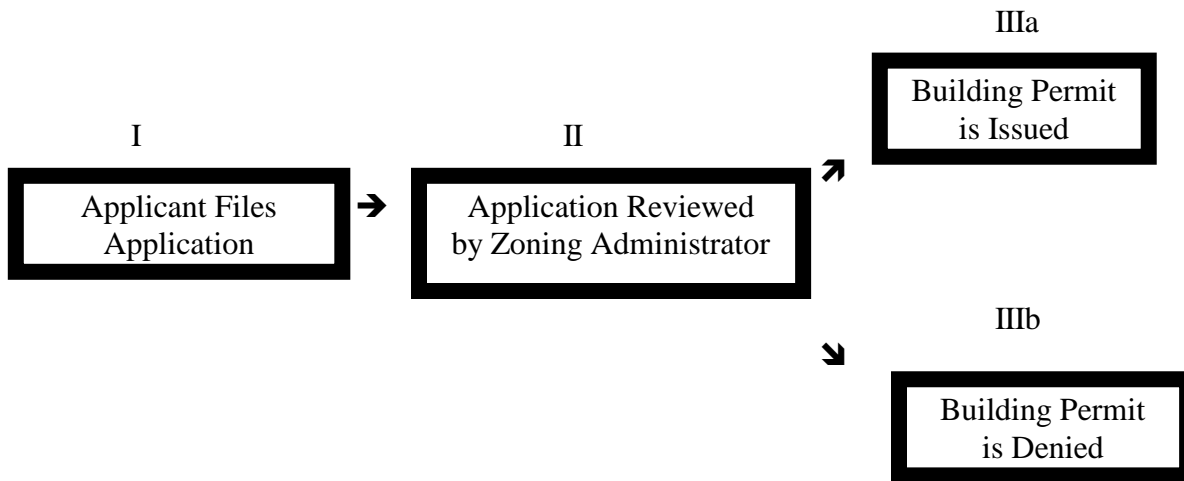 I
Applicant Files
Application
II
Application Reviewed
by Zoning Administrator
IIIa
Building Permit
is Issued
IIIb
Building Permit
is Denied